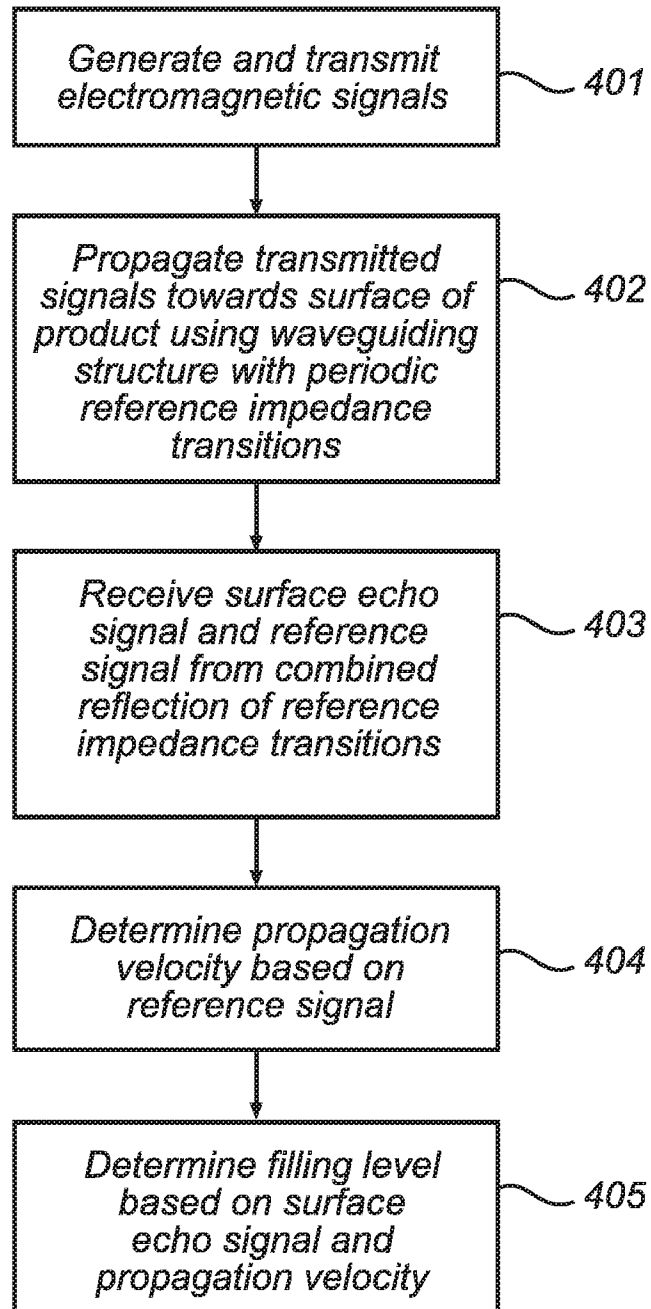 Generate and transmit
electromagnetic signals
401
Propagate transmitted
signals towards surface of
product using waveguiding
structure with periodic
reference impedance
transitions
402
Receive surface echo
signal and reference
signal from combined
reflection of reference
impedance transitions
403
Determine propagation
velocity based on
reference signal
404
Determine filling level
based on surface
echo signal and
propagation velocity
405